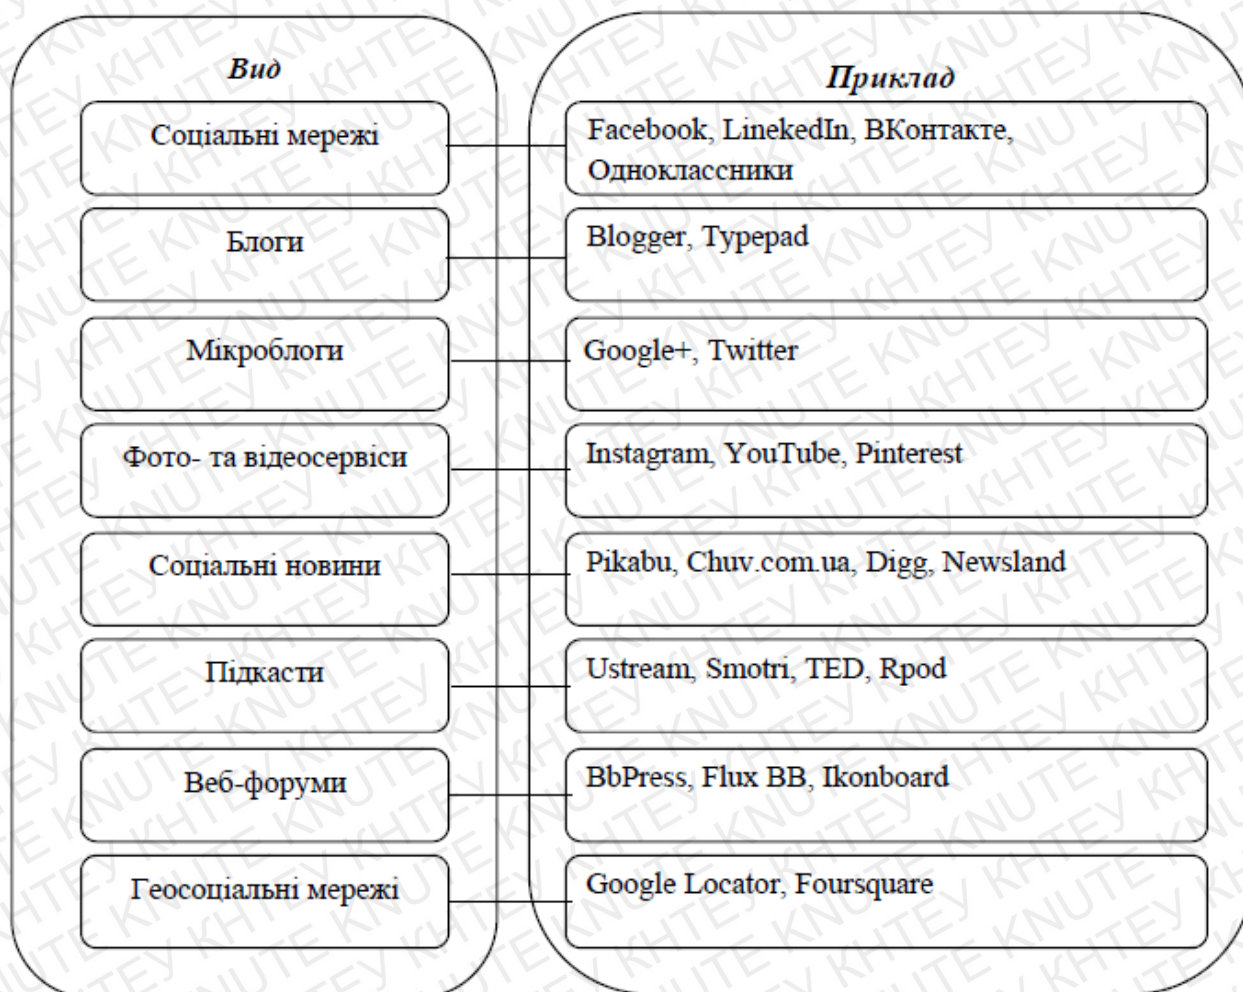 Вид
Приклад
Соціальні мережі
Facebook, LinekedIn, ВКонтакте,
Одноклассники
Блоги
Blogger, Typepad
Мікроблоги
Google+, Twitter
Фото- та відеосервіси
Instagram, YouTube, Pinterest
Соціальні новини
Pikabu, Chuv.com.ua, Digg, Newsland
Підкасти
Ustream, Smotri, TED, Rpod
Веб-форуми
BbPress, Flux BB, Ikonboard
Геосоціальні мережі
Google Locator, Foursquare